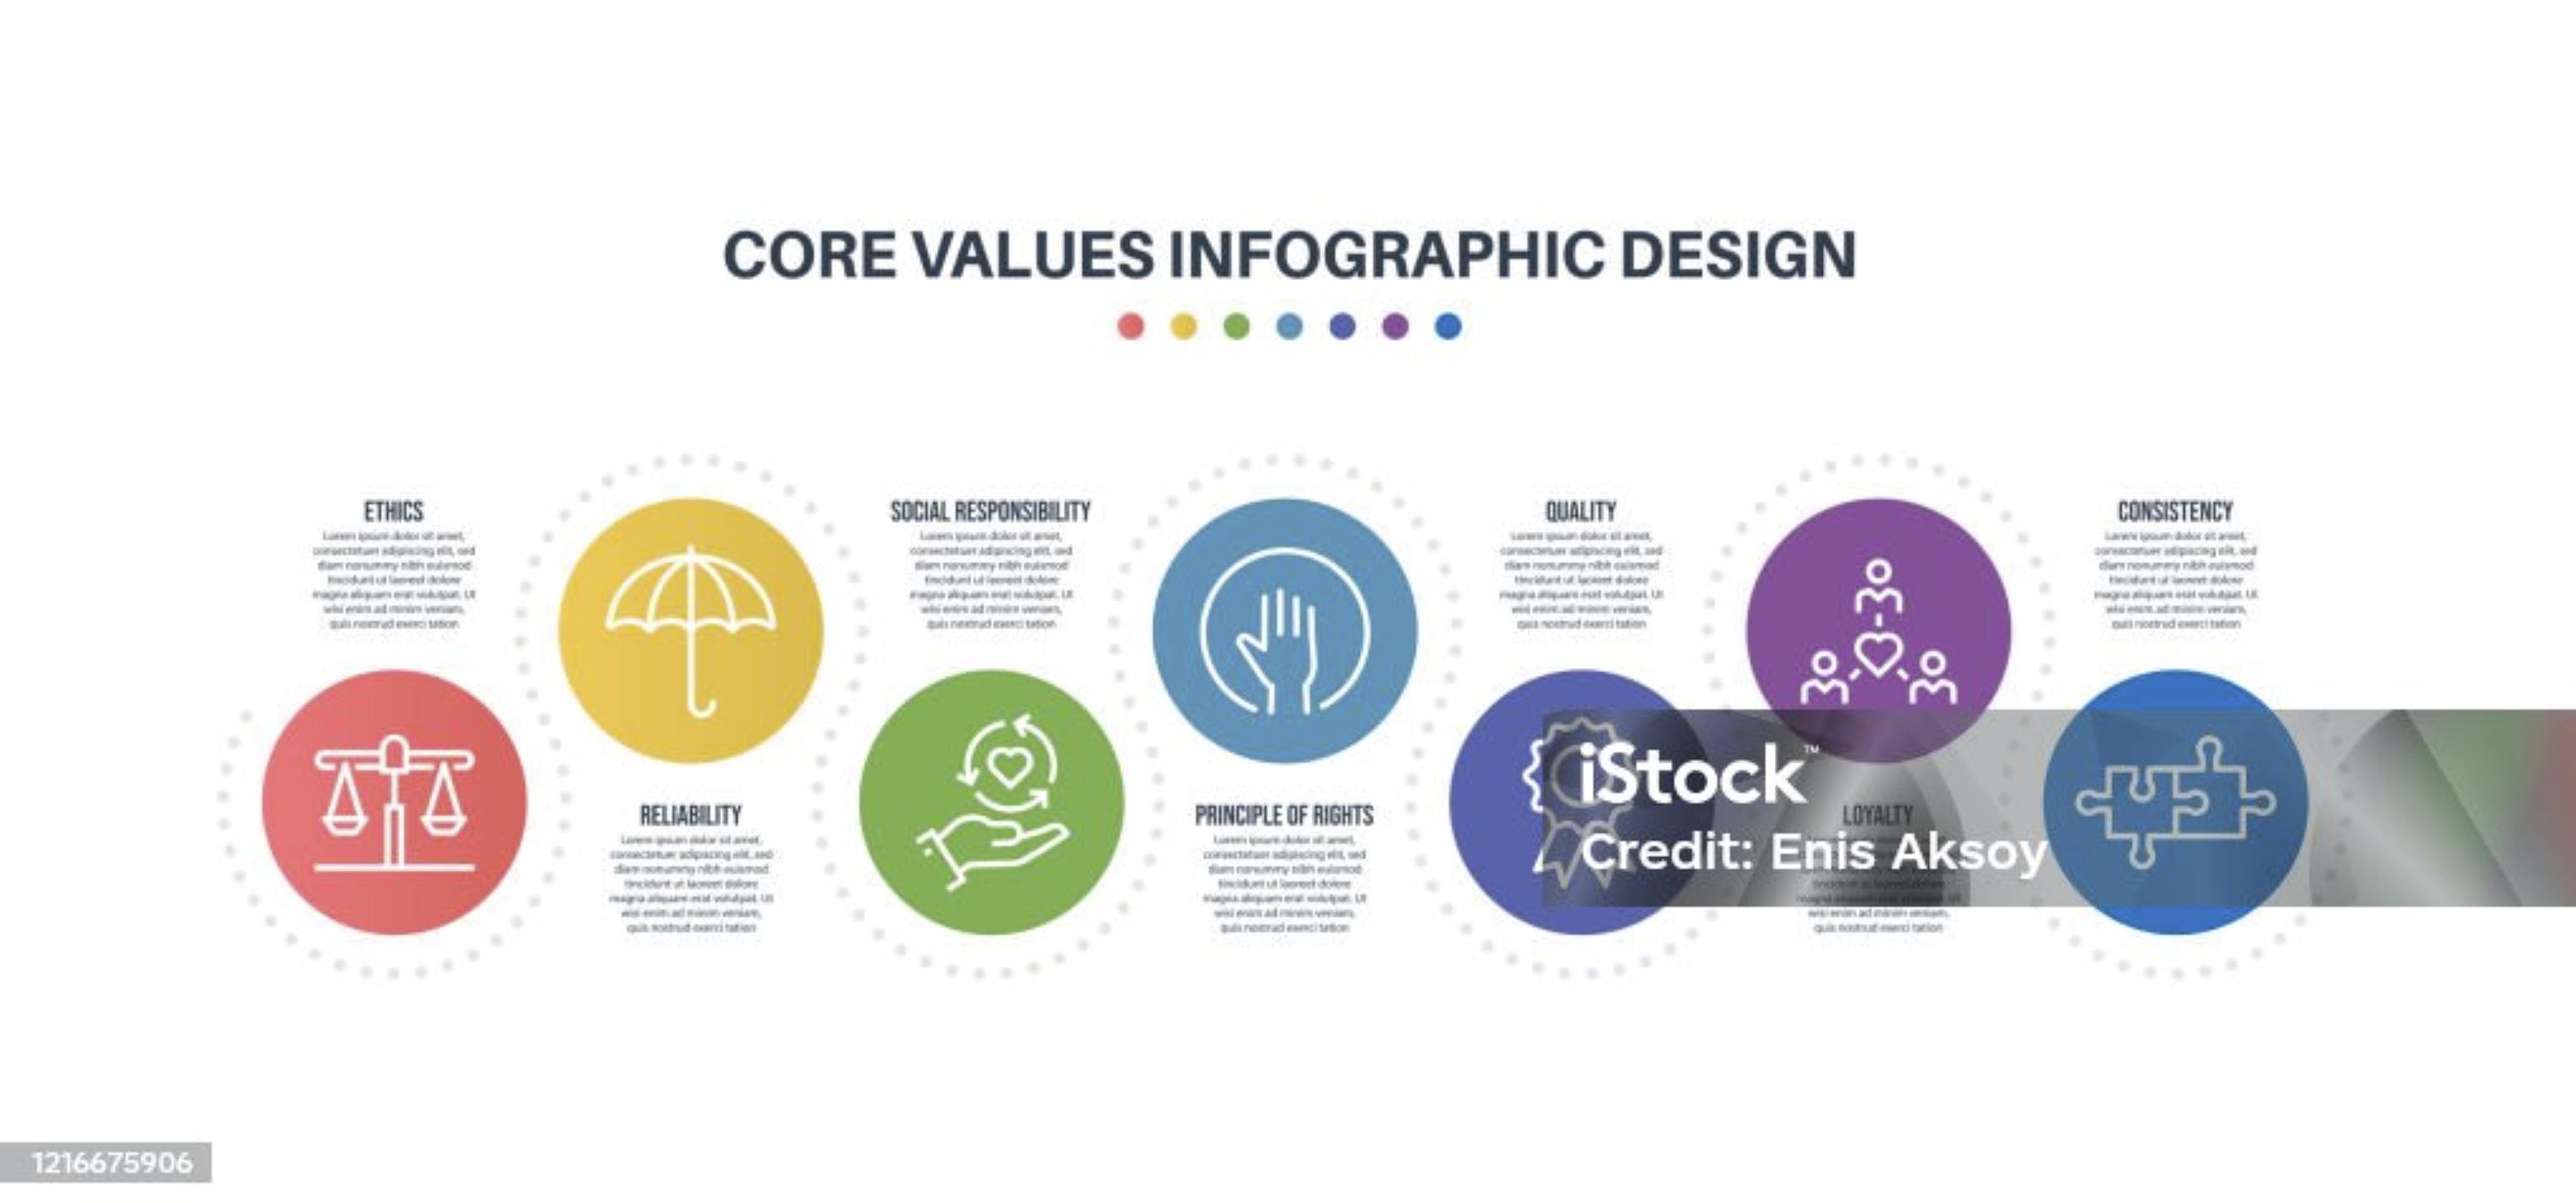 CORE VALUES INFOGRAPHIC DESIGN
ETHICS
Lorem ipsum dolor sit amet,
consectetuer adipiscing elit, sed
diam nonummy nibh euismod
tincidunt ut laoreet dolore
magna aliquam erat volutpat. Ut
wisi enim ad minim veniam,
quis nostrud exerci tation
RELIABILITY
Lorem ipsum dolor sit amet,
consectetuer adipiscing elit, sed
diam nonummy nibh euismod
tincidunt ut laoreet dolore
magna aliquam erat volutpat. Ut
wisi enim ad minim veniam,
quis nostrud exerci tation
SOCIAL RESPONSIBILITY
Lorem ipsum dolor sit amet,
consectetuer adipiscing elit, sed
diam nonummy nibh euismod
tincidunt ut laoreet dolore
magna aliquam erat volutpat. Ut
wisi enim ad minim veniam,
quis nostrud exerci tation
PRINCIPLE OF RIGHTS
Lorem ipsum dolor sit amet,
consectetuer adipiscing elit, sed
diam nonummy nibh euismod
tincidunt ut laoreet dolore
magna aliquam erat volutpat. Ut
wisi enim ad minim veniam,
quis nostrud exerci tation
QUALITY
Lorem ipsum dolor sit amet,
consectetuer adipiscing elit, sed
diam nonummy nibh euismod
tincidunt ut laoreet dolore
magna aliquam erat volutpat. Ut
wisi enim ad minim veniam,
quis nostrud exerci tation
LOYALTY
tincidunt ut laoreet dolore
magna aliquam erat volutpat. Ut
wisi enim ad minim veniam,
quis nostrud exerci tation
CONSISTENCY
Lorem ipsum dolor sit amet,
consectetuer adipiscing elit, sed
diam nonummy nibh euismod
tincidunt ut laoreet dolore
magna aliquam erat volutpat. Ut
wisi enim ad minim veniam,
quis nostrud exerci tation
iStock™
Credit: Enis Aksoy
1216675906